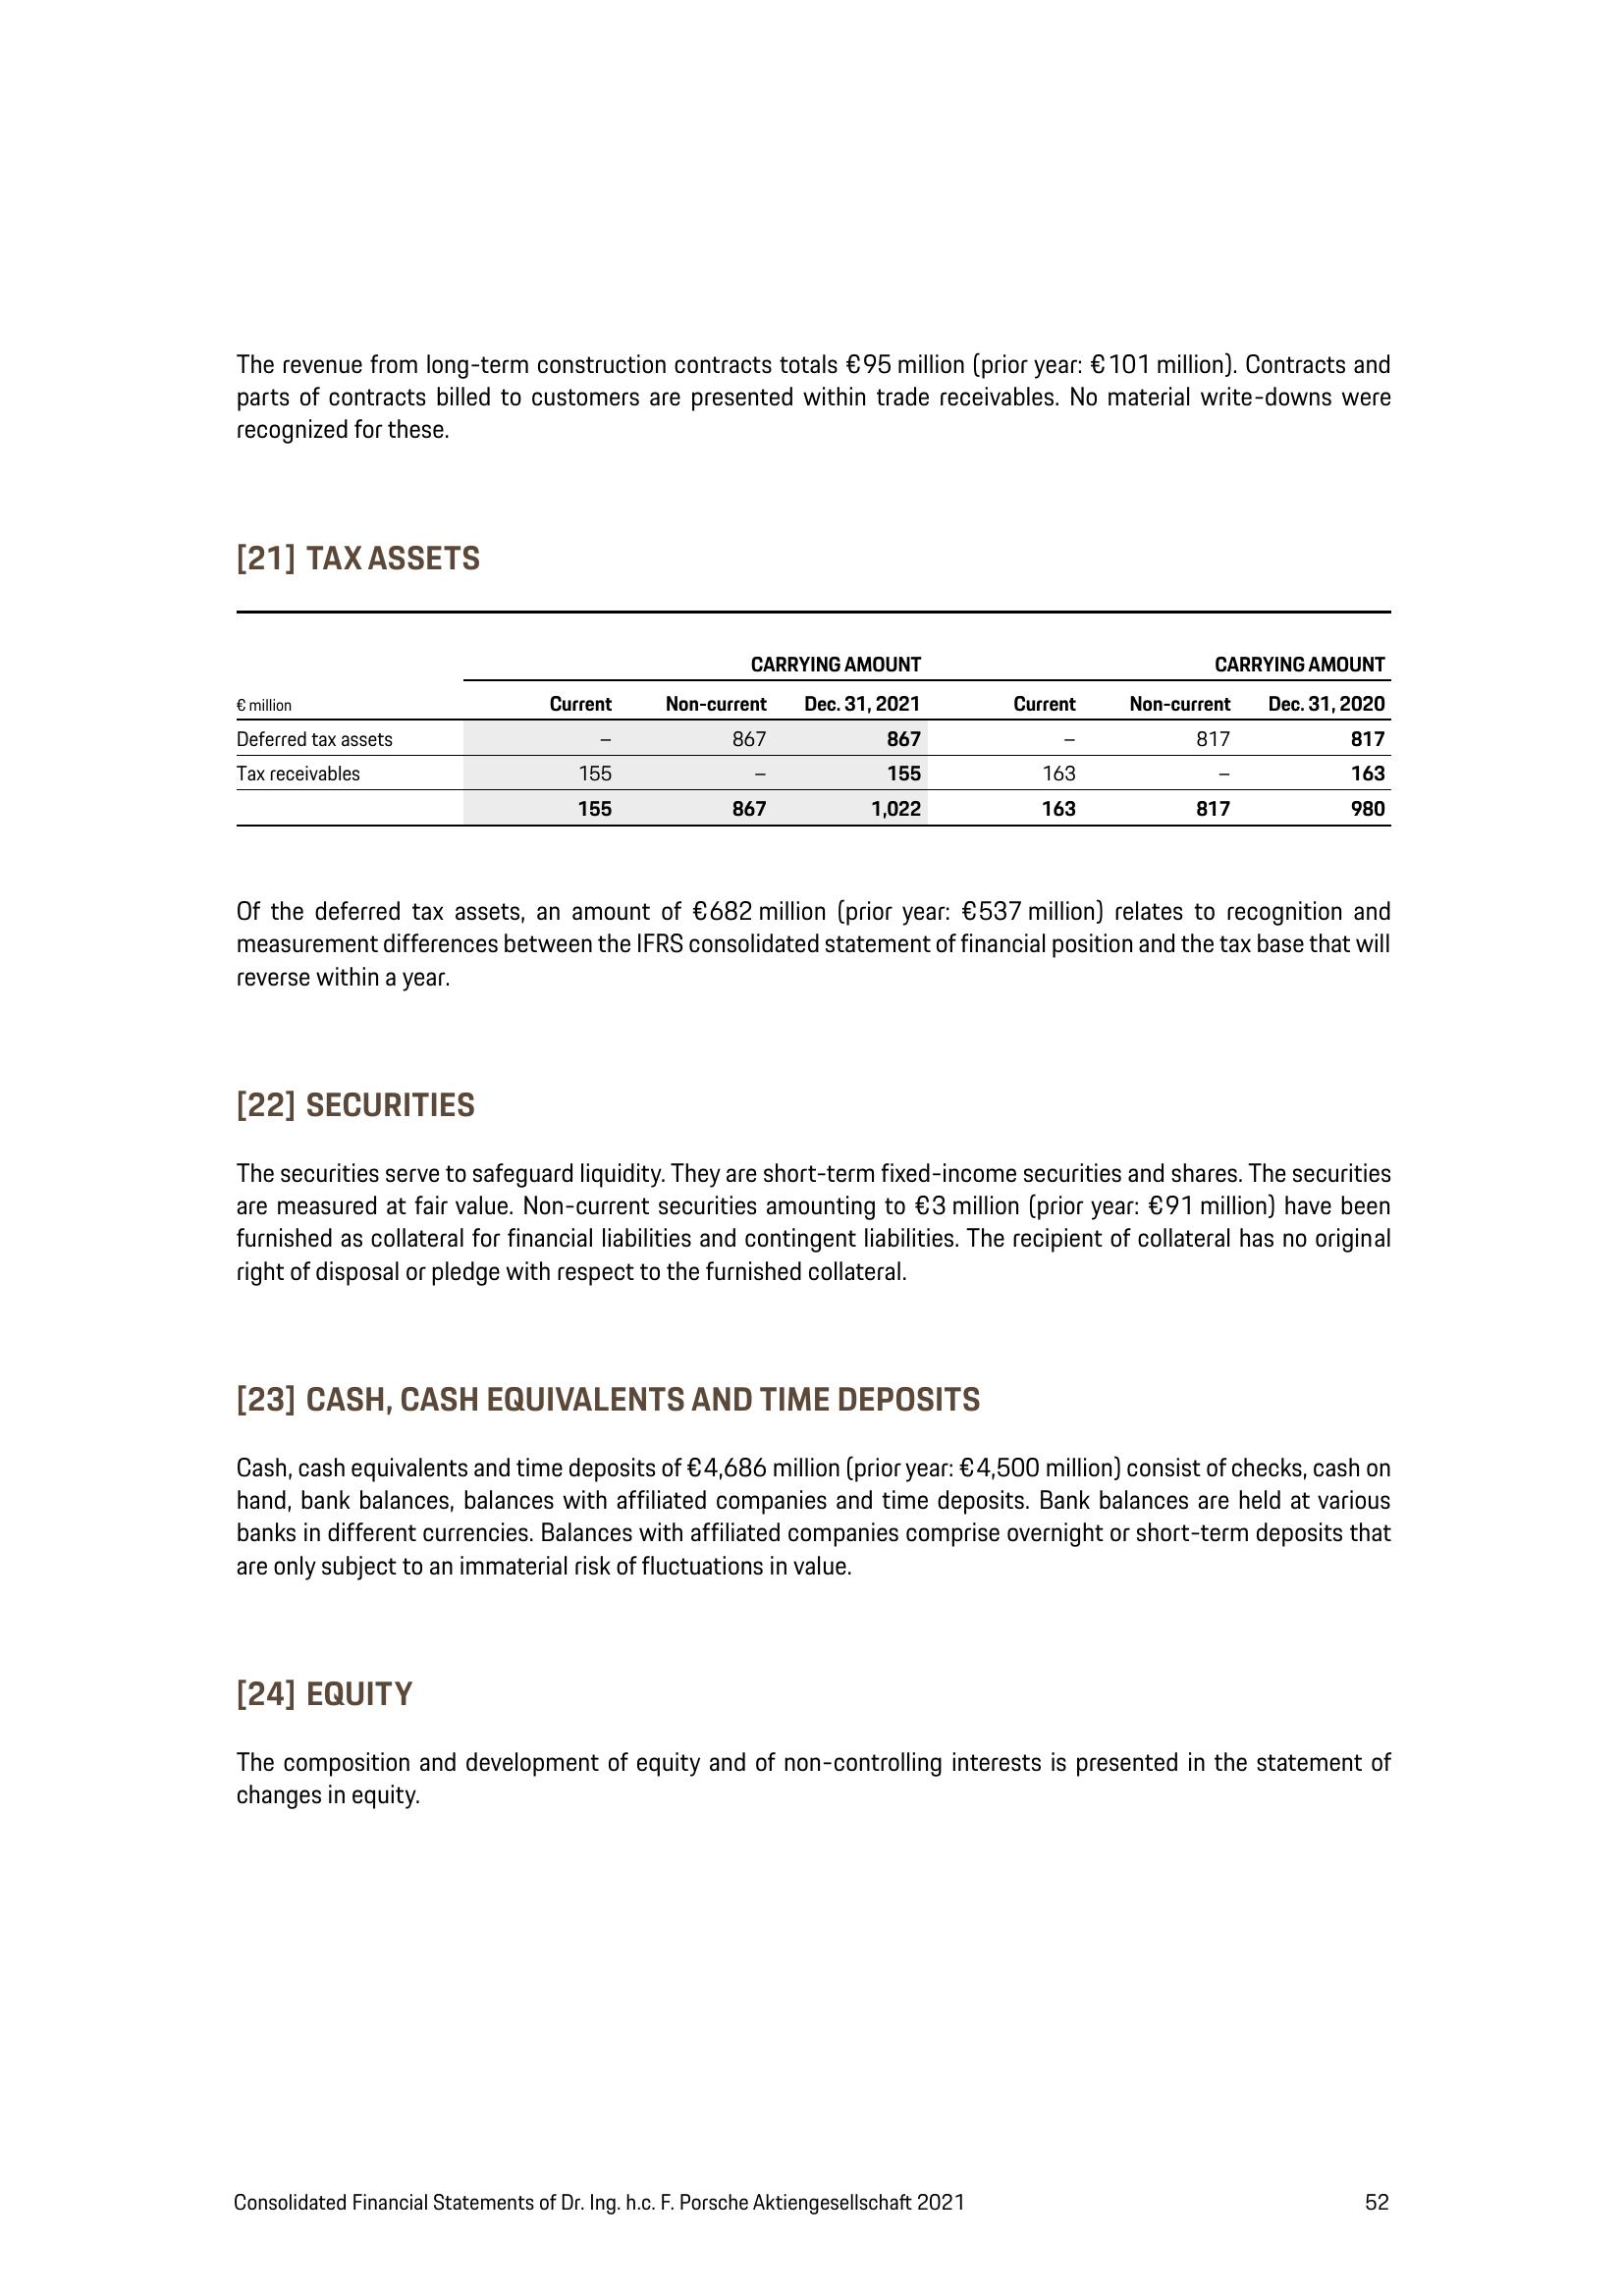 The revenue from long-term construction contracts totals €95 million (prior year: €101 million). Contracts and
parts of contracts billed to customers are presented within trade receivables. No material write-downs were
recognized for these.
[21] TAX ASSETS
CARRYING AMOUNT CARRYING AMOUNT
€ million Current Non-current Dec. 31, 2021 Current Non-current Dec. 31, 2020
Deferred tax assets – 867 867 – 817 817
Tax receivables 155 – 155 163 – 163
155 867 1,022 163 817 980
Of the deferred tax assets, an amount of €682 million (prior year: €537 million) relates to recognition and
measurement differences between the IFRS consolidated statement of financial position and the tax base that will
reverse within a year.
[22] SECURITIES
The securities serve to safeguard liquidity. They are short-term fixed-income securities and shares. The securities
are measured at fair value. Non-current securities amounting to €3 million (prior year: €91 million) have been
furnished as collateral for financial liabilities and contingent liabilities. The recipient of collateral has no original
right of disposal or pledge with respect to the furnished collateral.
[23] CASH, CASH EQUIVALENTS AND TIME DEPOSITS
Cash, cash equivalents and time deposits of €4,686 million (prior year: €4,500 million) consist of checks, cash on
hand, bank balances, balances with affiliated companies and time deposits. Bank balances are held at various
banks in different currencies. Balances with affiliated companies comprise overnight or short-term deposits that
are only subject to an immaterial risk of fluctuations in value.
[24] EQUITY
The composition and development of equity and of non-controlling interests is presented in the statement of
changes in equity.
Consolidated Financial Statements of Dr. Ing. h.c. F. Porsche Aktiengesellschaft 2021 52